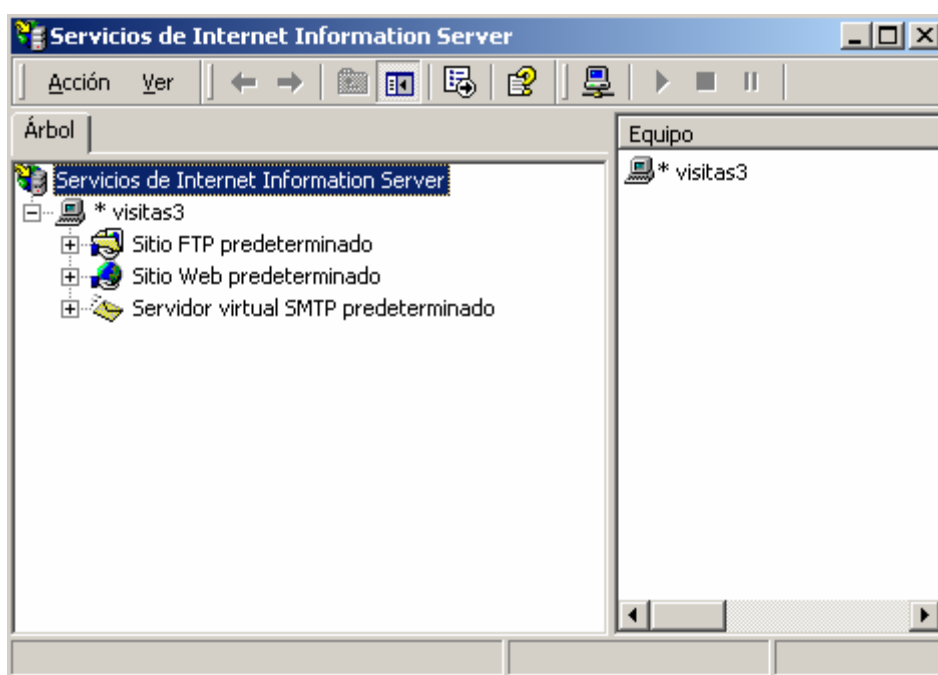 Servicios de Internet Information Server
Acción Ver
Árbol
Servicios de Internet Information Server
* visitas3
Sitio FTP predeterminado
Sitio Web predeterminado
Servidor virtual SMTP predeterminado
Equipo
* visitas3